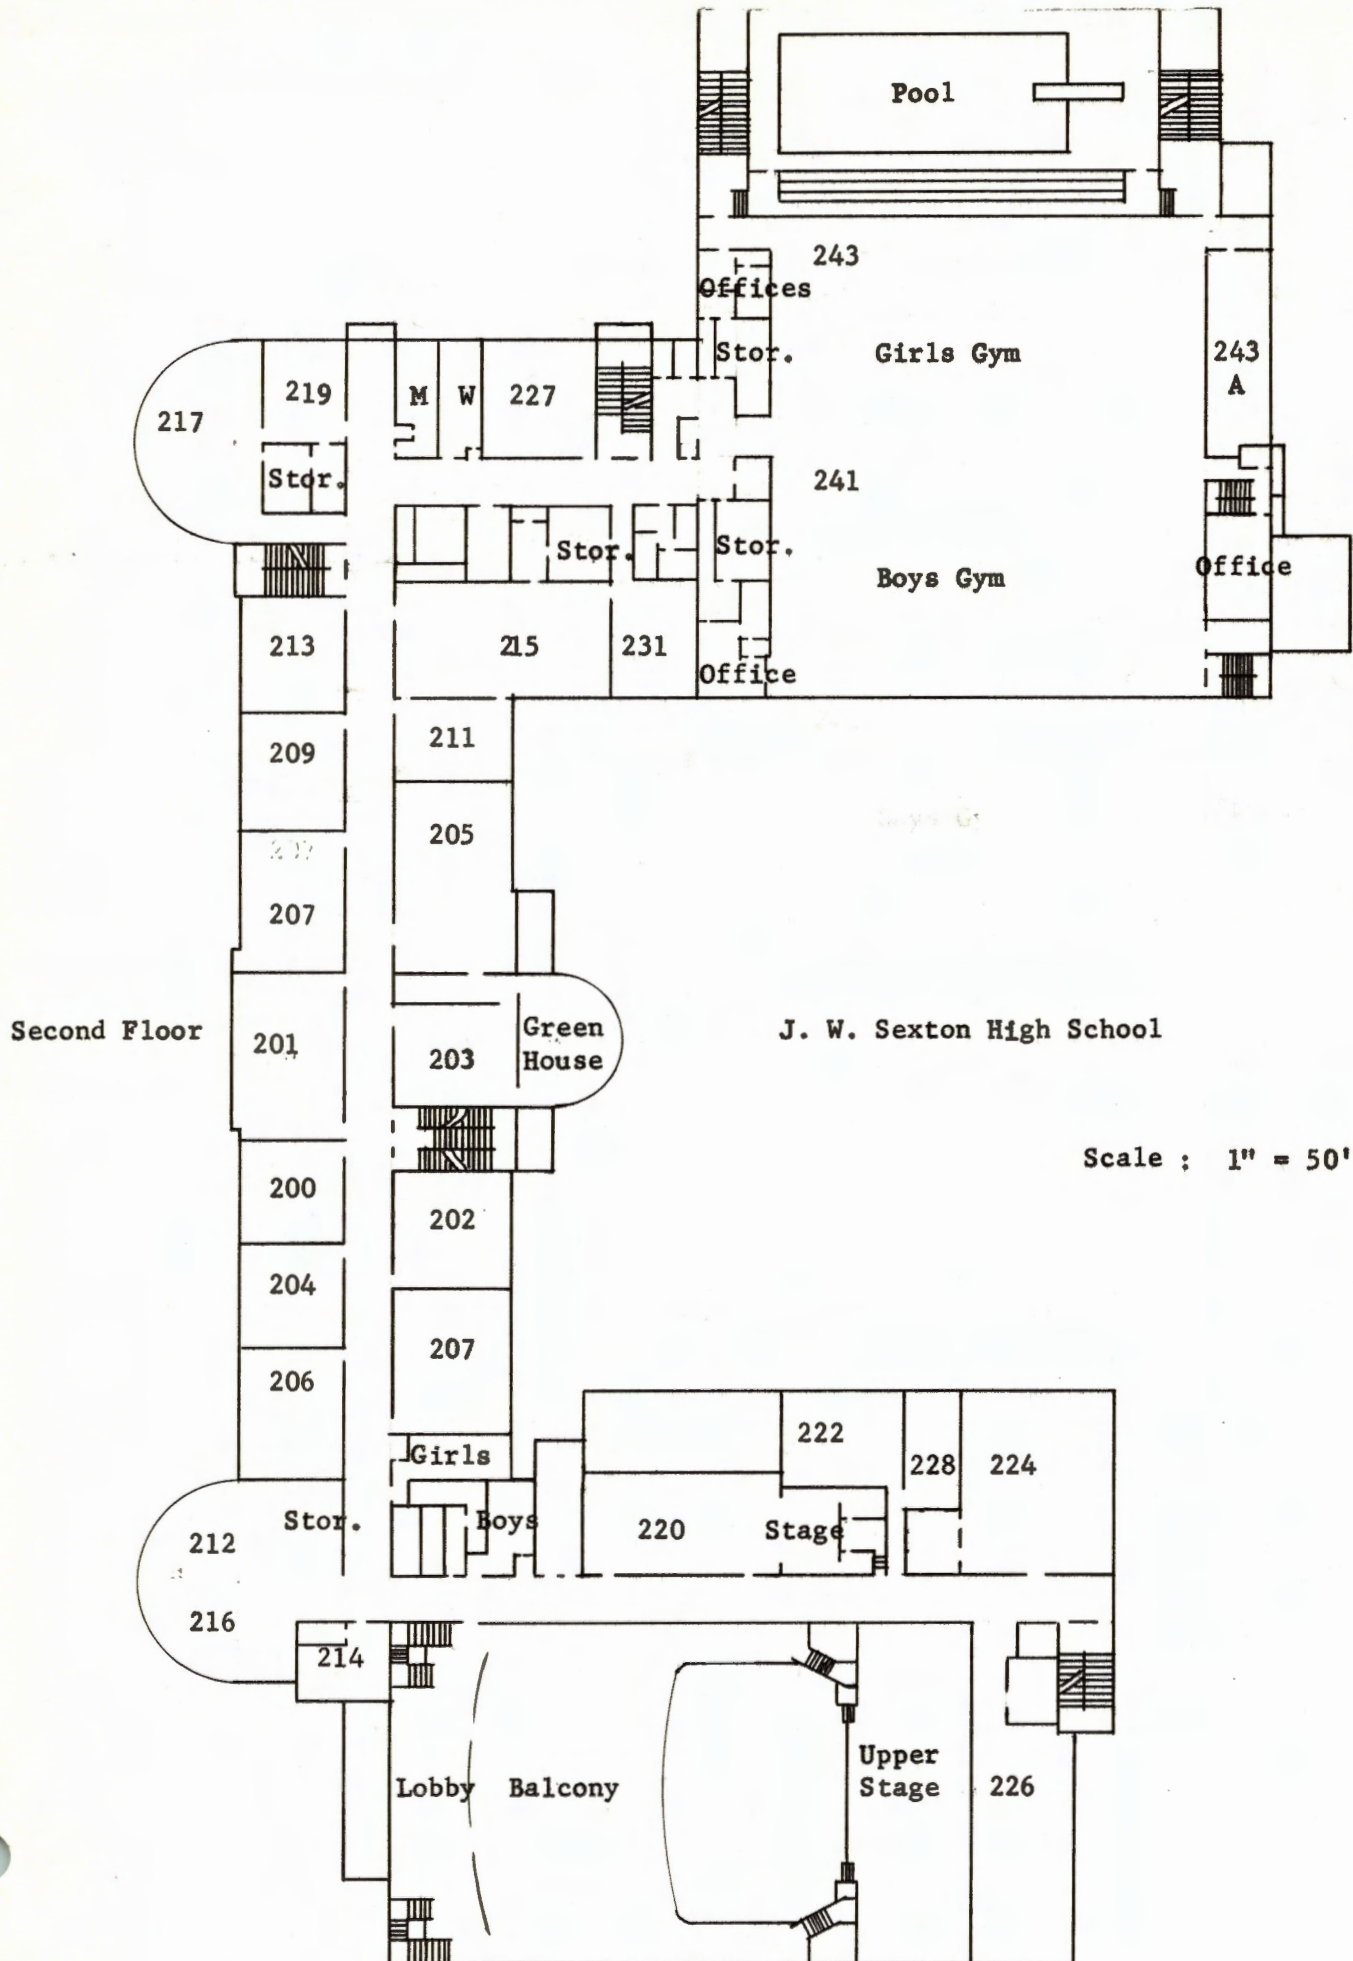 Pool
243
Offices
Stor.
Girls Gym
243
A
217
219
M
W
227
Stor.
241
Stor.
Stor.
Boys Gym
Office
213
215
231
Office
209
211
205
207
207
Second Floor
201
203
Green
House
J. W. Sexton High School
Scale : 1" = 50'
200
202
204
207
206
Girls
222
228
224
Stor.
Boys
220
Stage
212
216
214
Lobby
Balcony
Upper
Stage
226